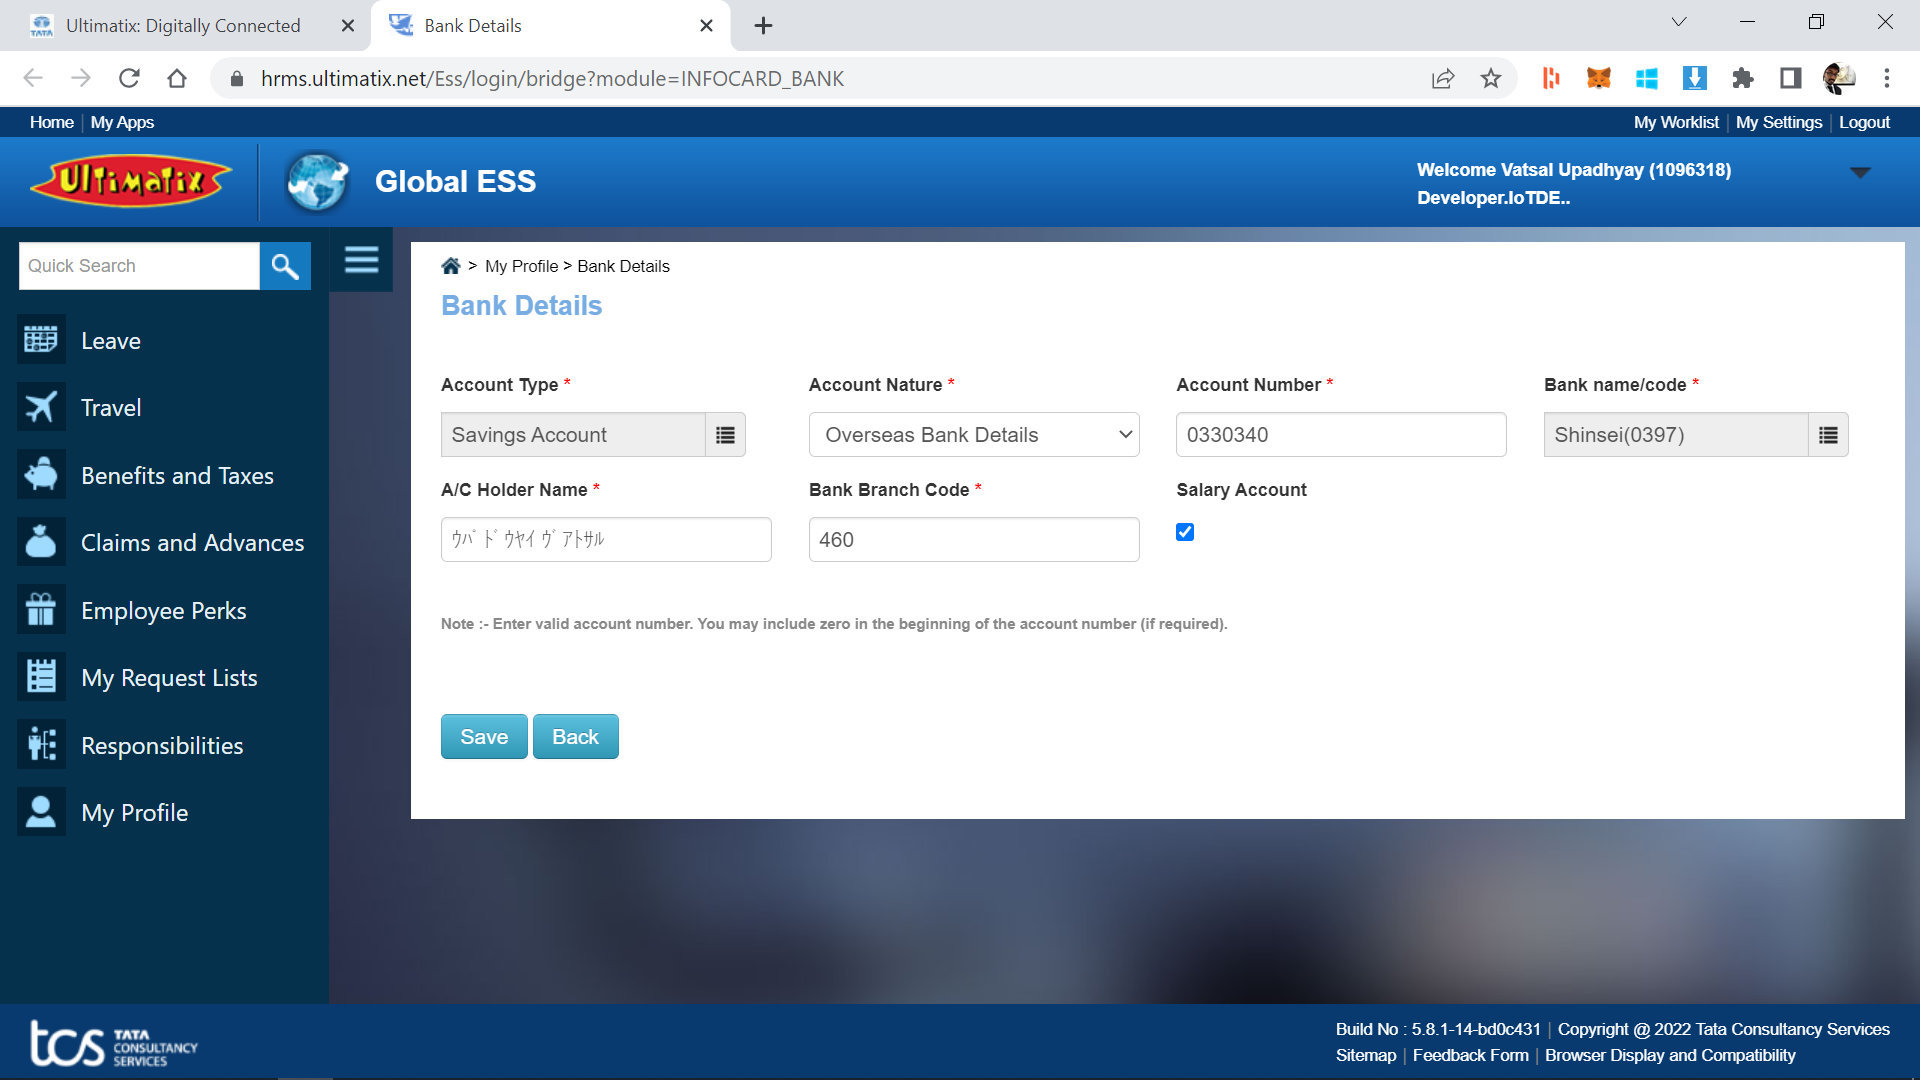 Ultimatix: Digitally Connected
Bank Details
hrms.ultimatix.net/Ess/login/bridge?module=INFOCARD_BANK
Home | My Apps
My Worklist | My Settings | Logout
Ultimatix
Global ESS
Welcome Vatsal Upadhyay (1096318)
Developer.IoTDE..
Quick Search
Leave
Travel
Benefits and Taxes
Claims and Advances
Employee Perks
My Request Lists
Responsibilities
My Profile
> My Profile > Bank Details
Bank Details
Account Type *
Account Nature *
Account Number *
Bank name/code *
Savings Account
Overseas Bank Details
0330340
Shinsei(0397)
A/C Holder Name *
Bank Branch Code *
Salary Account
ｳﾊﾟﾄﾞｳﾔｲ ｳﾞｱﾄｻﾙ
460
Note :- Enter valid account number. You may include zero in the beginning of the account number (if required).
Save
Back
tcs TATA
CONSULTANCY
SERVICES
Build No : 5.8.1-14-bd0c431 | Copyright @ 2022 Tata Consultancy Services
Sitemap | Feedback Form | Browser Display and Compatibility